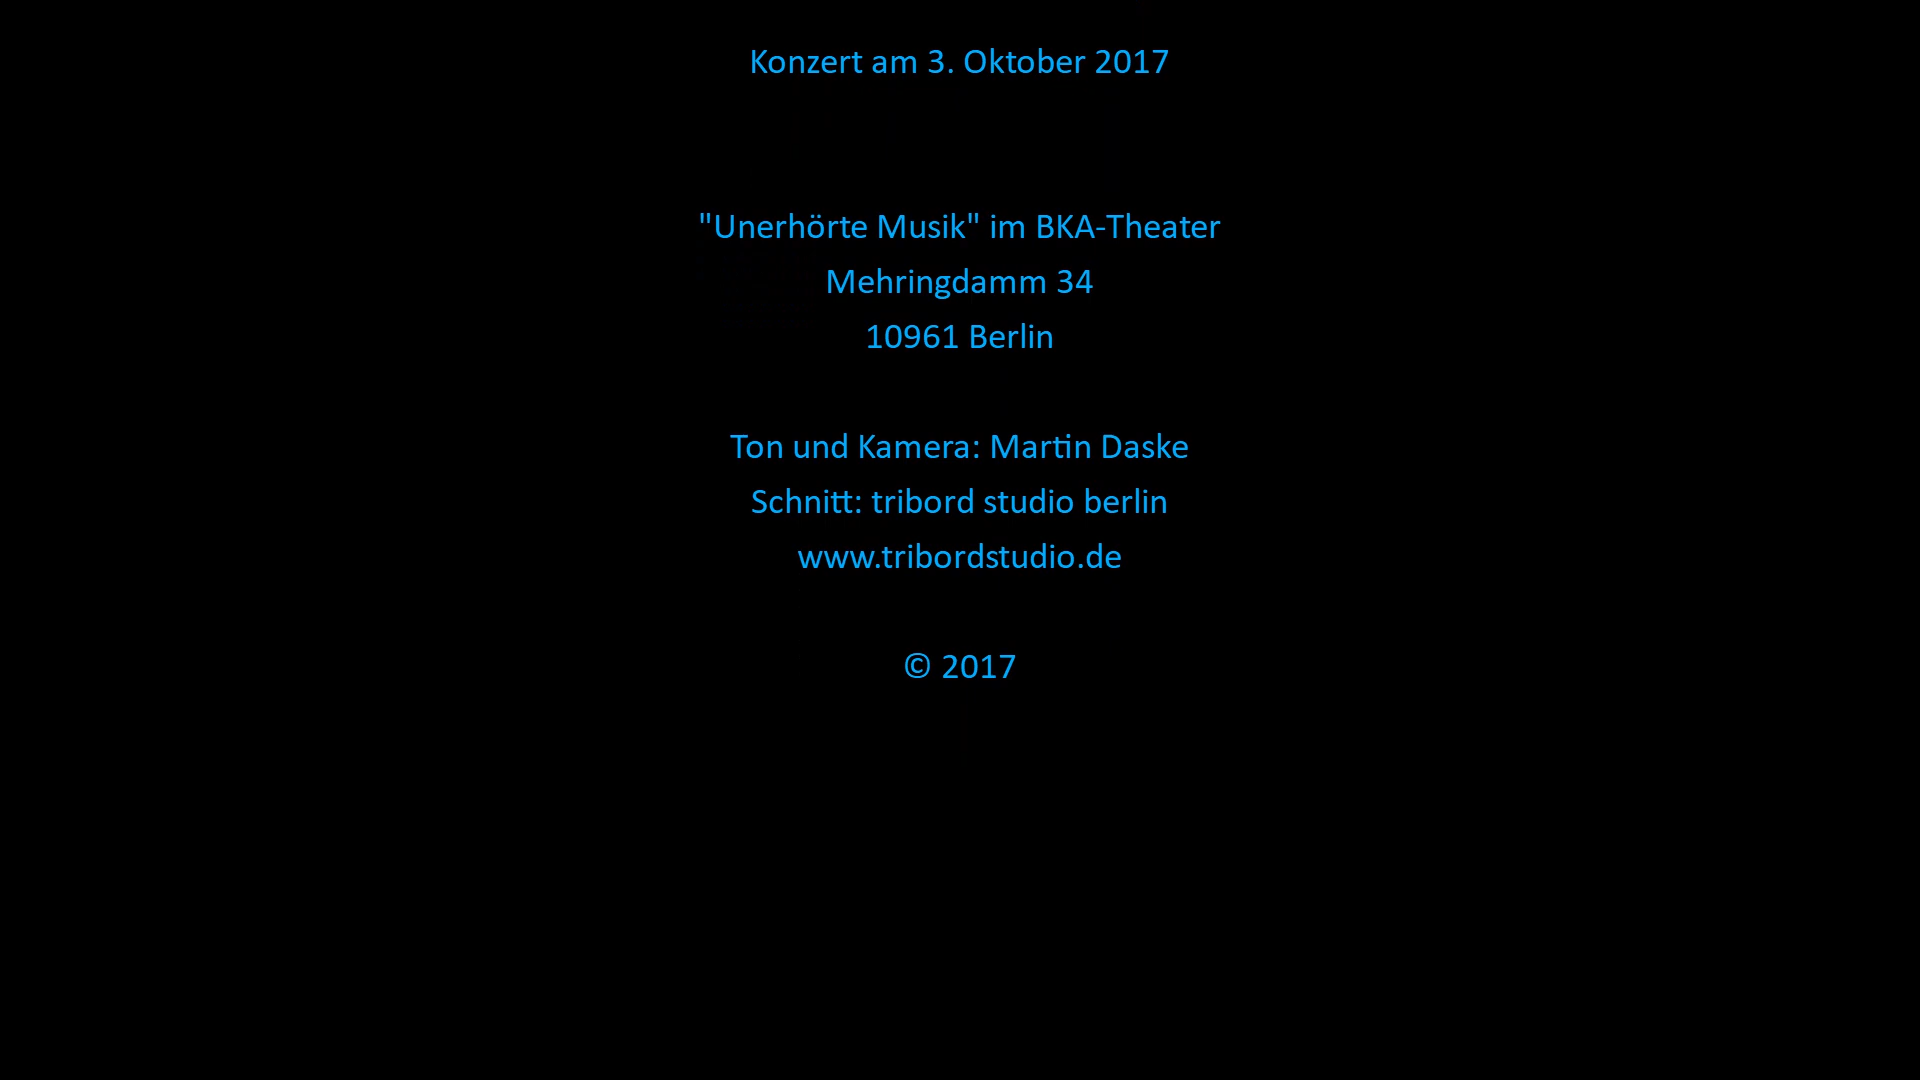 Konzert am 3. Oktober 2017
"Unerhörte Musik" im BKA-Theater
Mehringdamm 34
10961 Berlin
Ton und Kamera: Martin Daske
Schnitt: tribord studio berlin
www.tribordstudio.de
© 2017